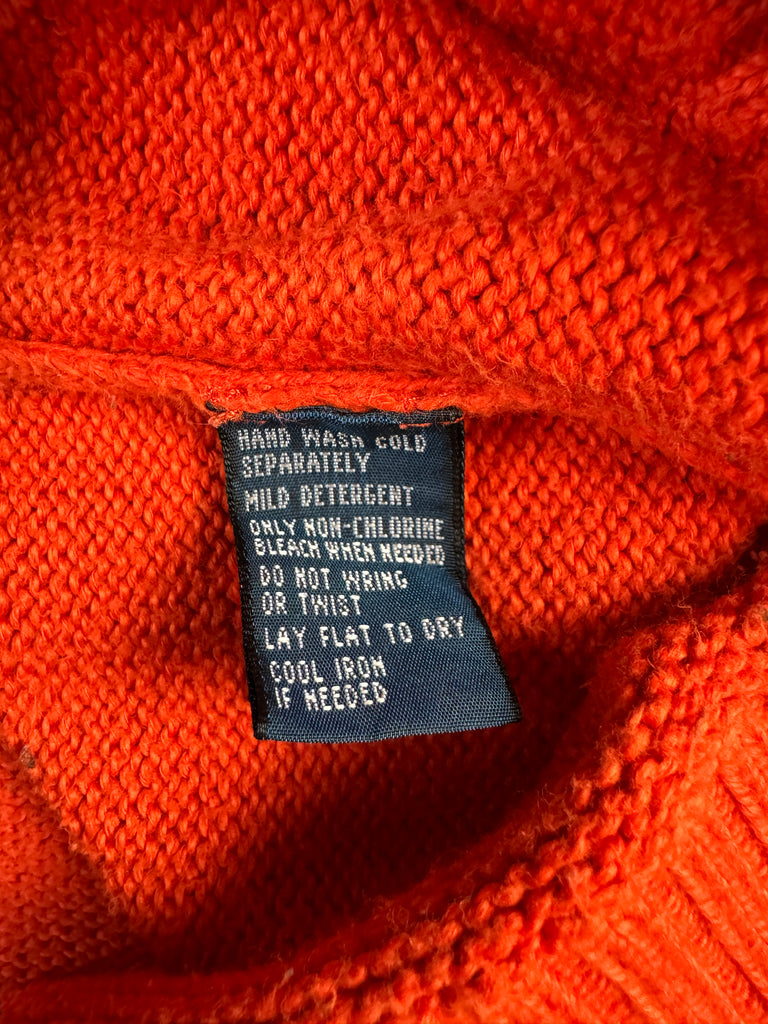 HAND WASH COLD
SEPARATELY
MILD DETERGENT
ONLY NON-CHLORINE
BLEACH WHEN NEEDED
DO NOT WRING
OR TWIST
LAY FLAT TO DRY
COOL IRON
IF NEEDED